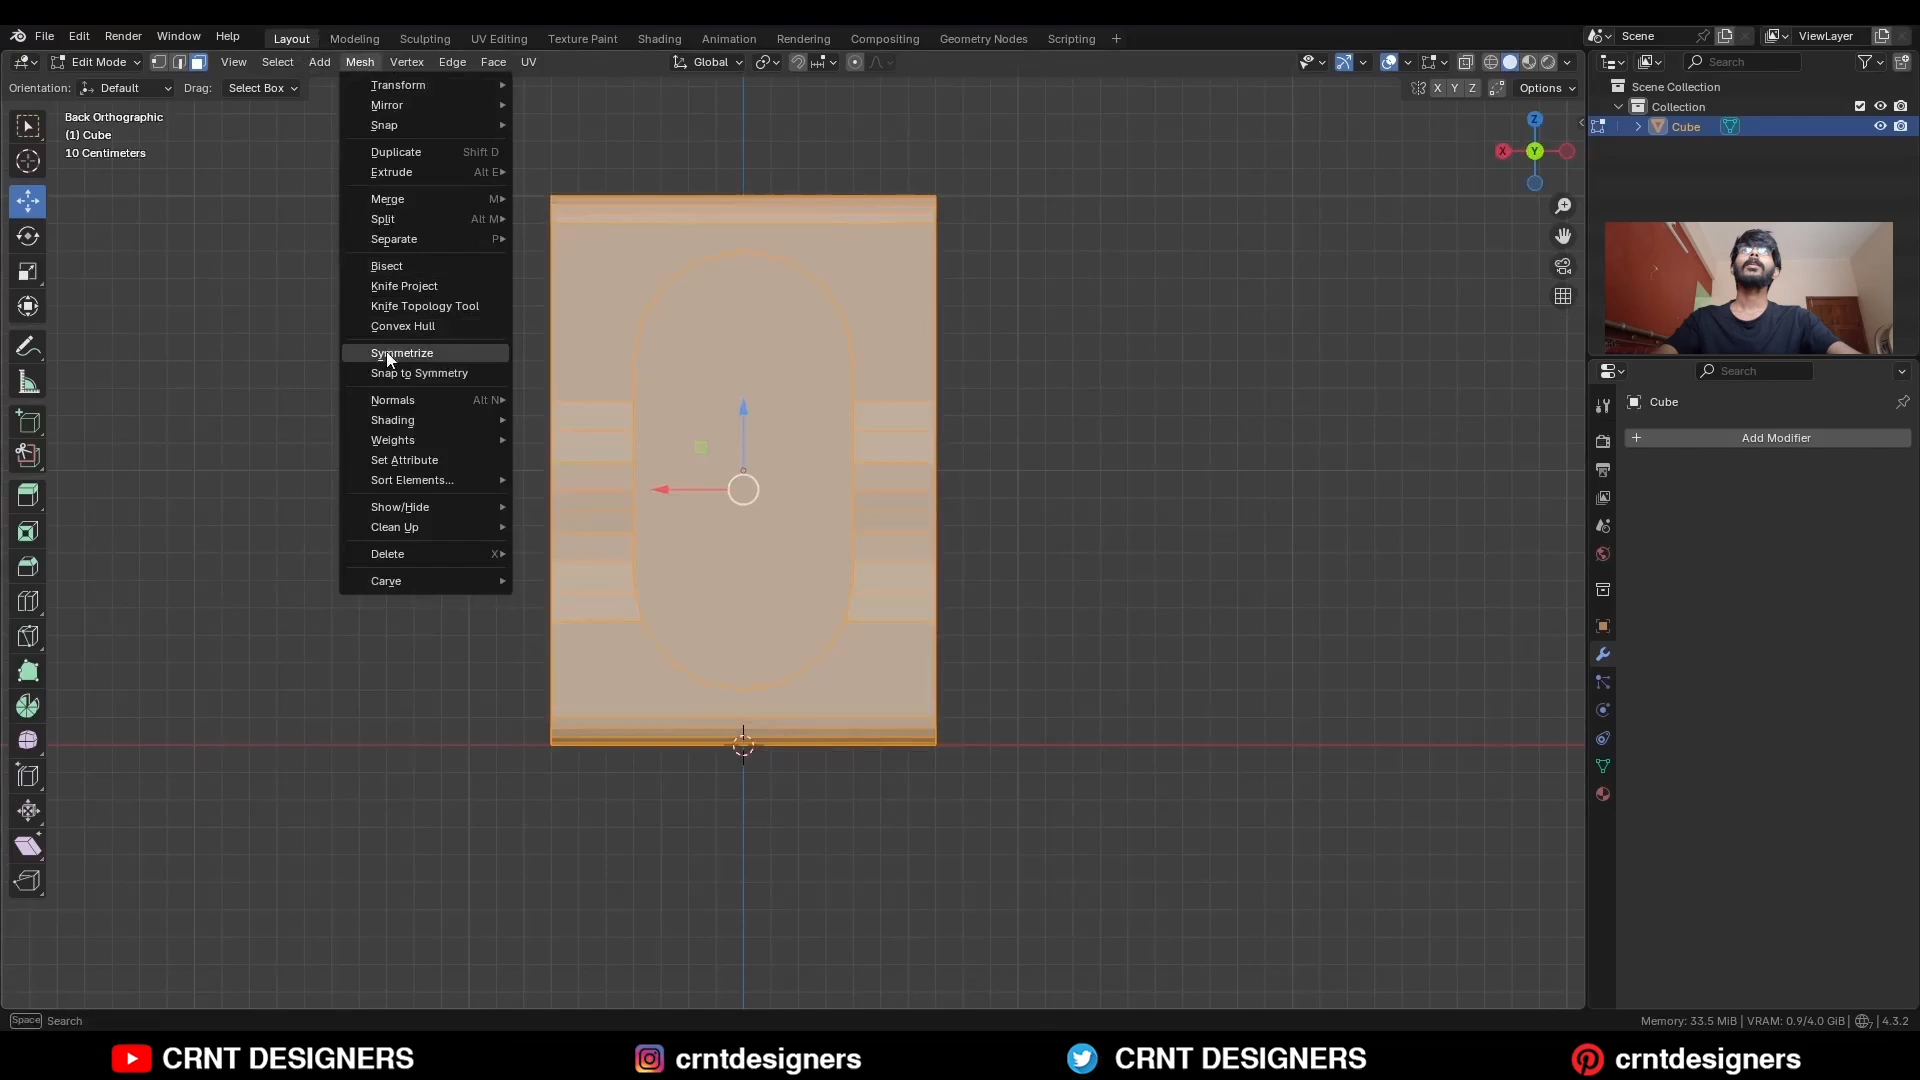 File Edit Render Window Help Layout Modeling Sculpting UV Editing Texture Paint Shading Animation Rendering Compositing Geometry Nodes Scripting + Scene ViewLayer
Edit Mode View Select Add Mesh Vertex Edge Face UV Global Search
Orientation: Default Drag: Select Box X Y Z Options
Scene Collection
Collection
Cube
Back Orthographic
(1) Cube
10 Centimeters
Transform
Mirror
Snap
Duplicate Shift D
Extrude Alt E
Merge M
Split Alt M
Separate P
Bisect
Knife Project
Knife Topology Tool
Convex Hull
Symmetrize
Snap to Symmetry
Normals Alt N
Shading
Weights
Set Attribute
Sort Elements...
Show/Hide
Clean Up
Delete X
Carve
Z
X
Y
Search
Cube
+ Add Modifier
Space Search
Memory: 33.5 MiB | VRAM: 0.9/4.0 GiB | 7 | 4.3.2
CRNT DESIGNERS crntdesigners CRNT DESIGNERS crntdesigners